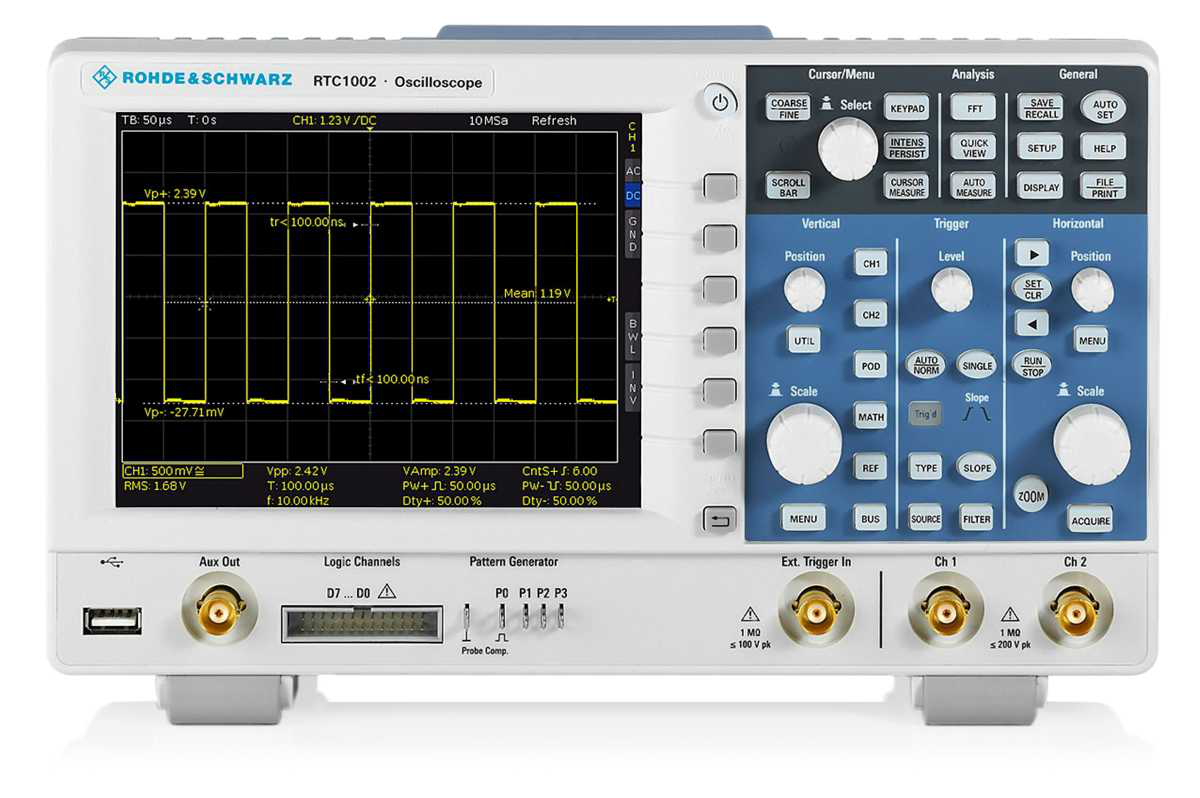 ROHDE&SCHWARZ RTC1002 · Oscilloscope
TB: 50µs T: 0s CH1: 1.23 V / DC 10MSa Refresh
CH1
AC
DC
GND
BWL
INV
Vp+: 2.39 V
tr< 100.00 ns
Mean: 1.19 V
tf< 100.00 ns
Vp-: -27.71 mV
CH1: 500 mV
RMS: 1.68 V
Vpp: 2.42 V
T: 100.00 µs
f: 10.00 kHz
VAmp: 2.39 V
PW+ : 50.00 µs
Dty+: 50.00 %
CntS+ : 6.00
PW- : 50.00 µs
Dty-: 50.00 %
Cursor/Menu
COARSE
FINE
Select
KEYPAD
INTENS
PERSIST
SCROLL
BAR
CURSOR
MEASURE
Analysis
FFT
QUICK
VIEW
AUTO
MEASURE
General
SAVE
RECALL
AUTO
SET
SETUP
HELP
DISPLAY
FILE
PRINT
Vertical
Position
CH1
CH2
UTIL
POD
Scale
MATH
REF
MENU
BUS
Trigger
Level
AUTO
NORM
SINGLE
Trig'd
Slope
TYPE
SLOPE
SOURCE
FILTER
Horizontal
Position
SET
CLR
MENU
RUN
STOP
Scale
ZOOM
ACQUIRE
Aux Out
Logic Channels
D7 ... D0
Pattern Generator
P0 P1 P2 P3
Probe Comp.
Ext. Trigger In
1 MΩ
≤ 100 V pk
Ch 1
1 MΩ
≤ 200 V pk
Ch 2